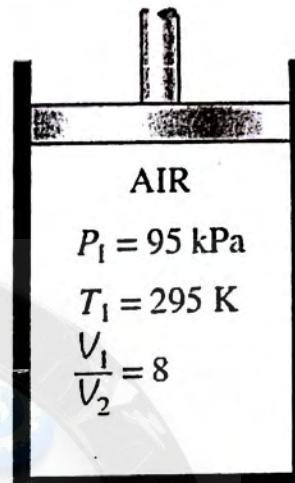 AIR
P₁ = 95 kPa
T₁ = 295 K
V₁/V₂ = 8